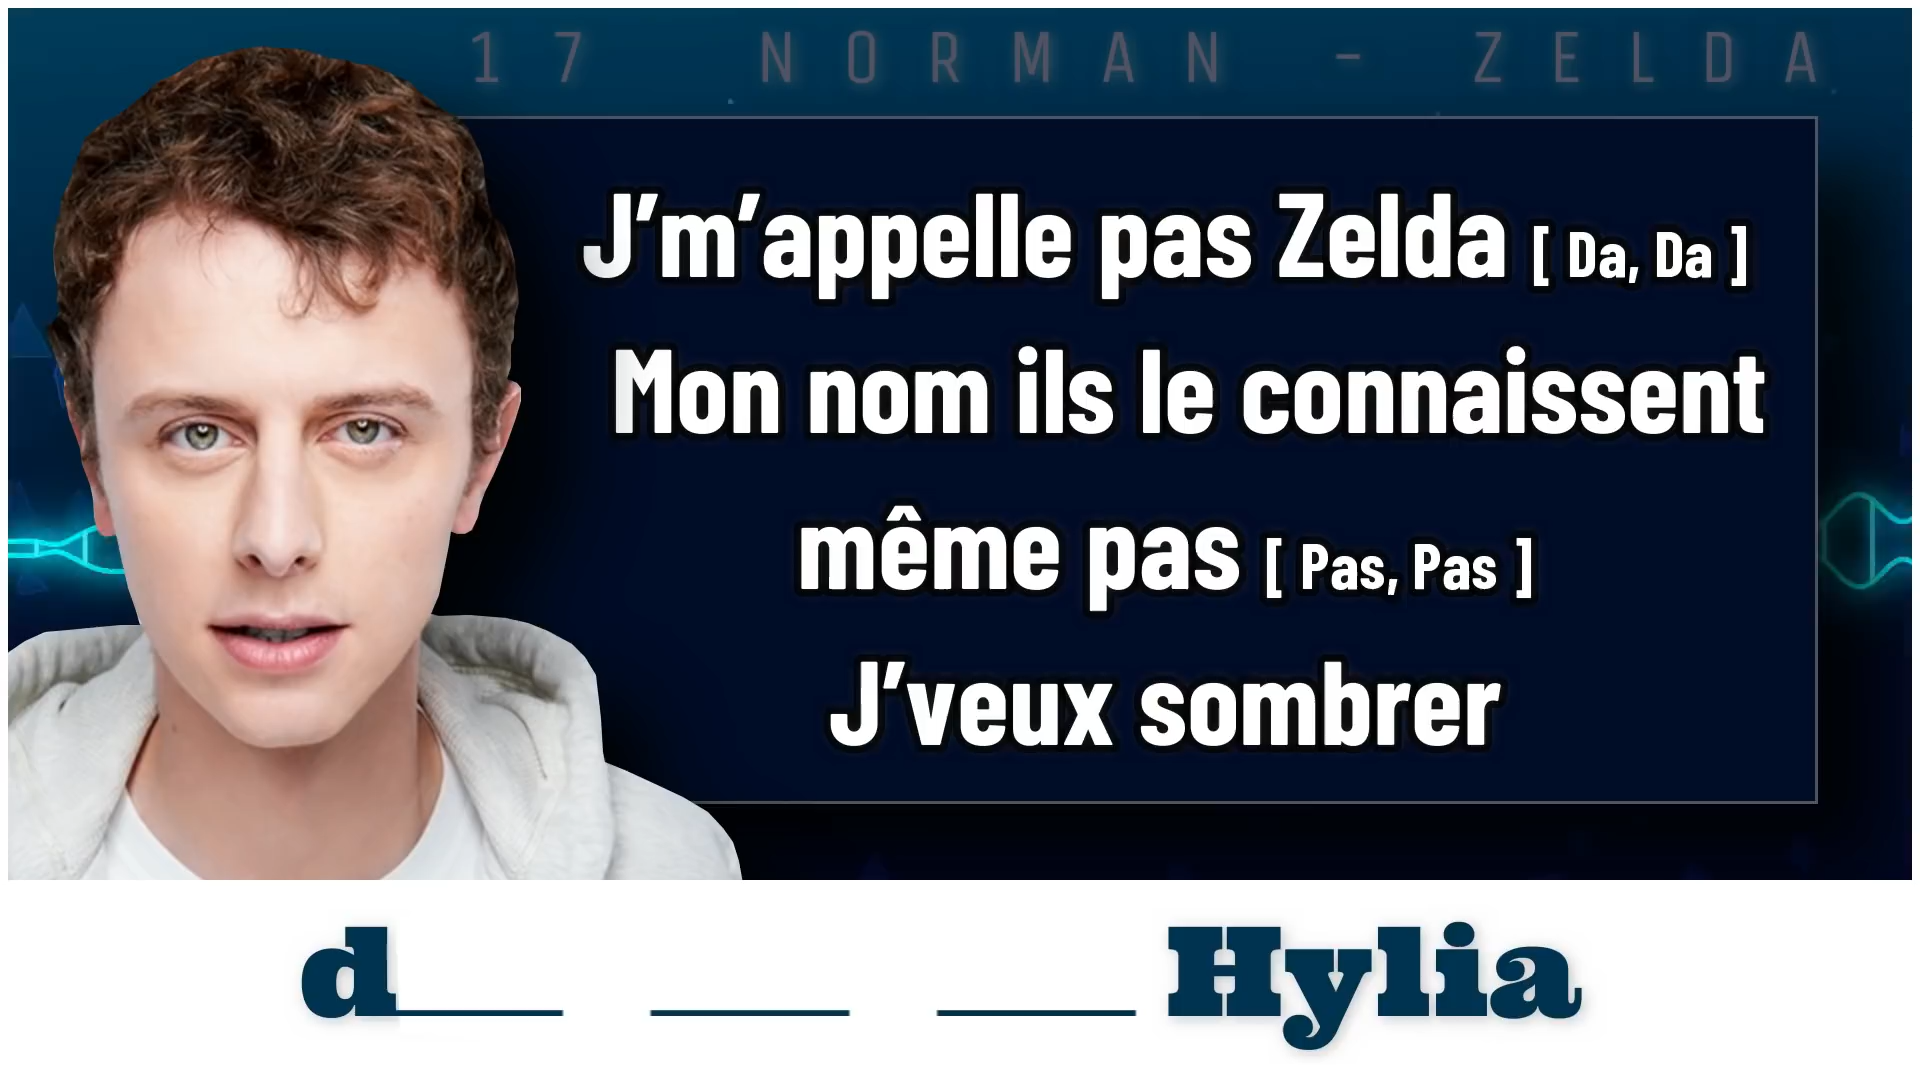 17 NORMAN - ZELDA
J’m’appelle pas Zelda [ Da, Da ]
Mon nom ils le connaissent
même pas [ Pas, Pas ]
J’veux sombrer
d___ ___ ___ Hylia